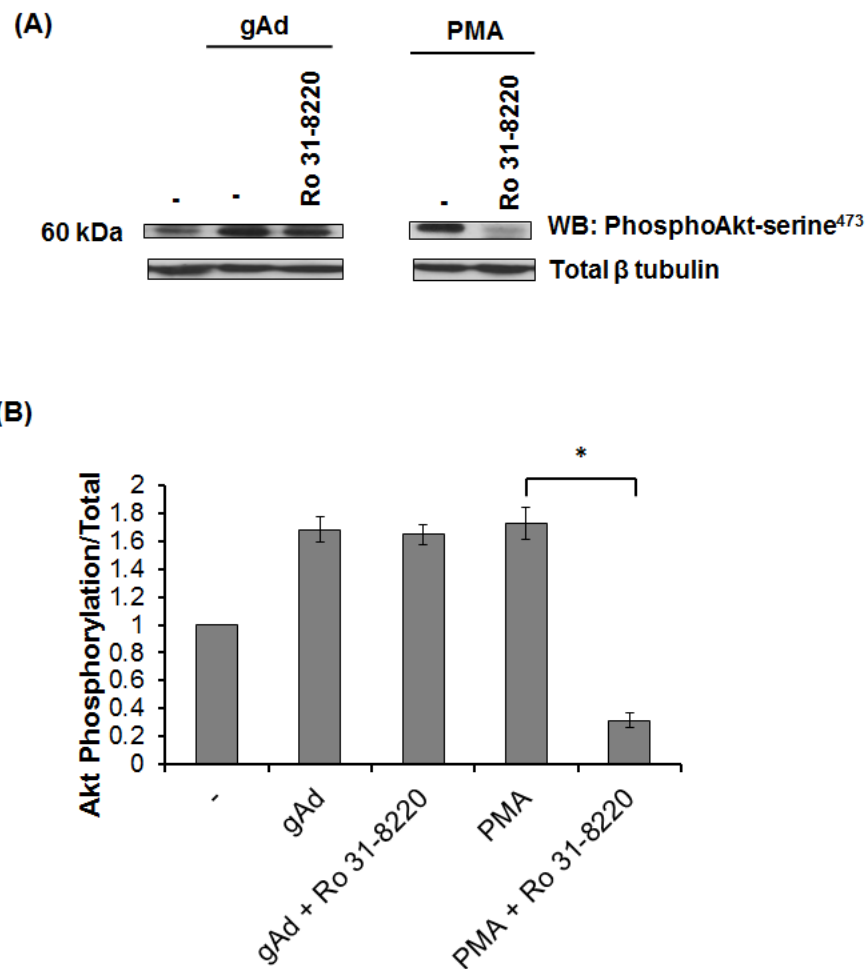 (A)
gAd
PMA
- - Ro 31-8220
- Ro 31-8220
60 kDa
WB: PhosphoAkt-serine⁴⁷³
Total β tubulin
(B)
*
Akt Phosphorylation/Total
2
1.8
1.6
1.4
1.2
1
0.8
0.6
0.4
0.2
0
-
gAd
gAd + Ro 31-8220
PMA
PMA + Ro 31-8220